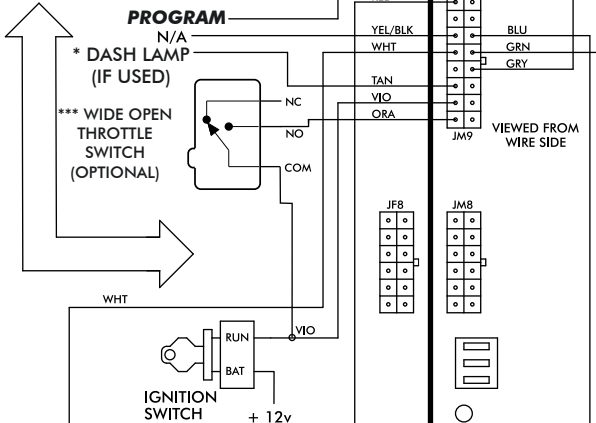 PROGRAM
N/A
YEL/BLK
BLU
* DASH LAMP
(IF USED)
WHT
GRN
GRY
TAN
NC
VIO
*** WIDE OPEN
THROTTLE
SWITCH
(OPTIONAL)
ORA
NO
JM9
VIEWED FROM
WIRE SIDE
COM
JF8
JM8
WHT
RUN
VIO
BAT
IGNITION
SWITCH
+ 12v